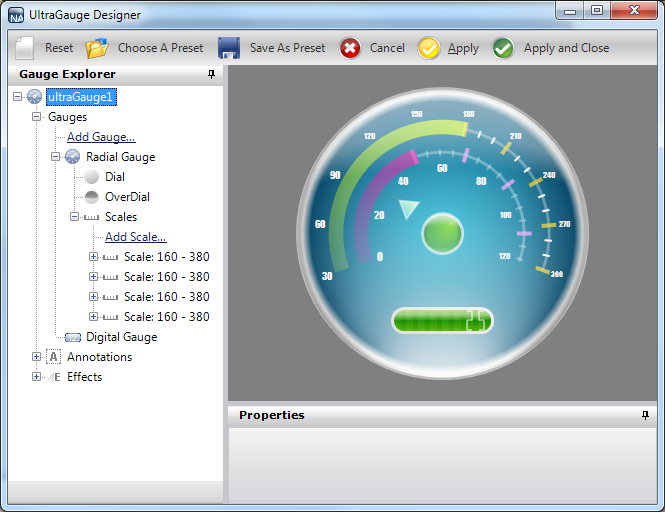 NA UltraGauge Designer
Reset Choose A Preset Save As Preset Cancel Apply Apply and Close
Gauge Explorer
ultraGauge1
Gauges
Add Gauge...
Radial Gauge
Dial
OverDial
Scales
Add Scale...
Scale: 160 - 380
Scale: 160 - 380
Scale: 160 - 380
Scale: 160 - 380
Digital Gauge
A Annotations
E Effects
30
60
90
120
150
180
210
240
270
300
0
20
40
60
80
100
120
25
Properties